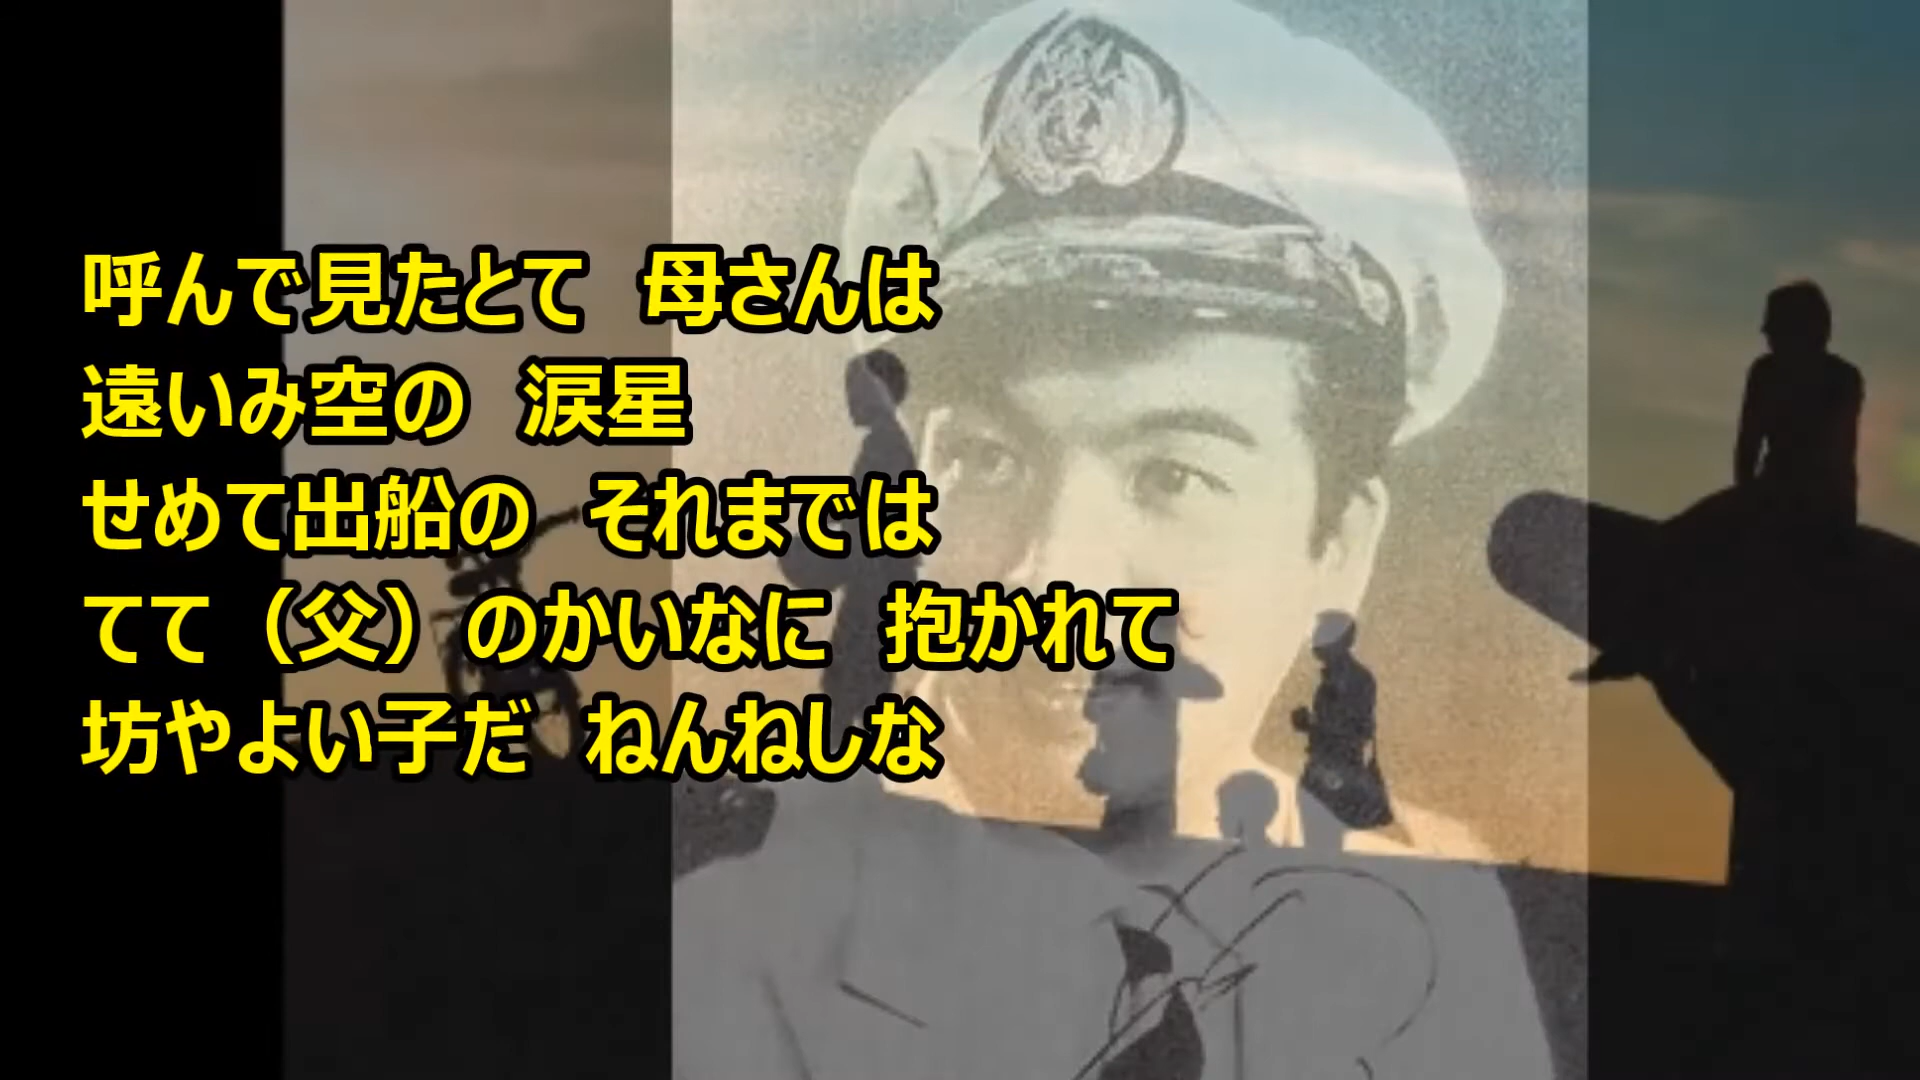 呼んで見たとて　母さんは
遠いみ空の　涙星
せめて出船の　それまでは
てて（父）のかいなに　抱かれて
坊やよい子だ　ねんねしな